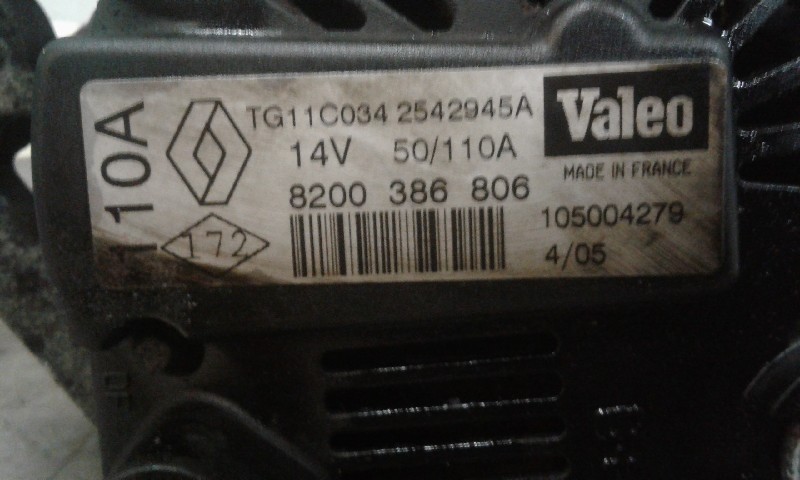 110A
TG11C034 2542945A
14V 50/110A
8200 386 806
172
Valeo
MADE IN FRANCE
105004279
4/05